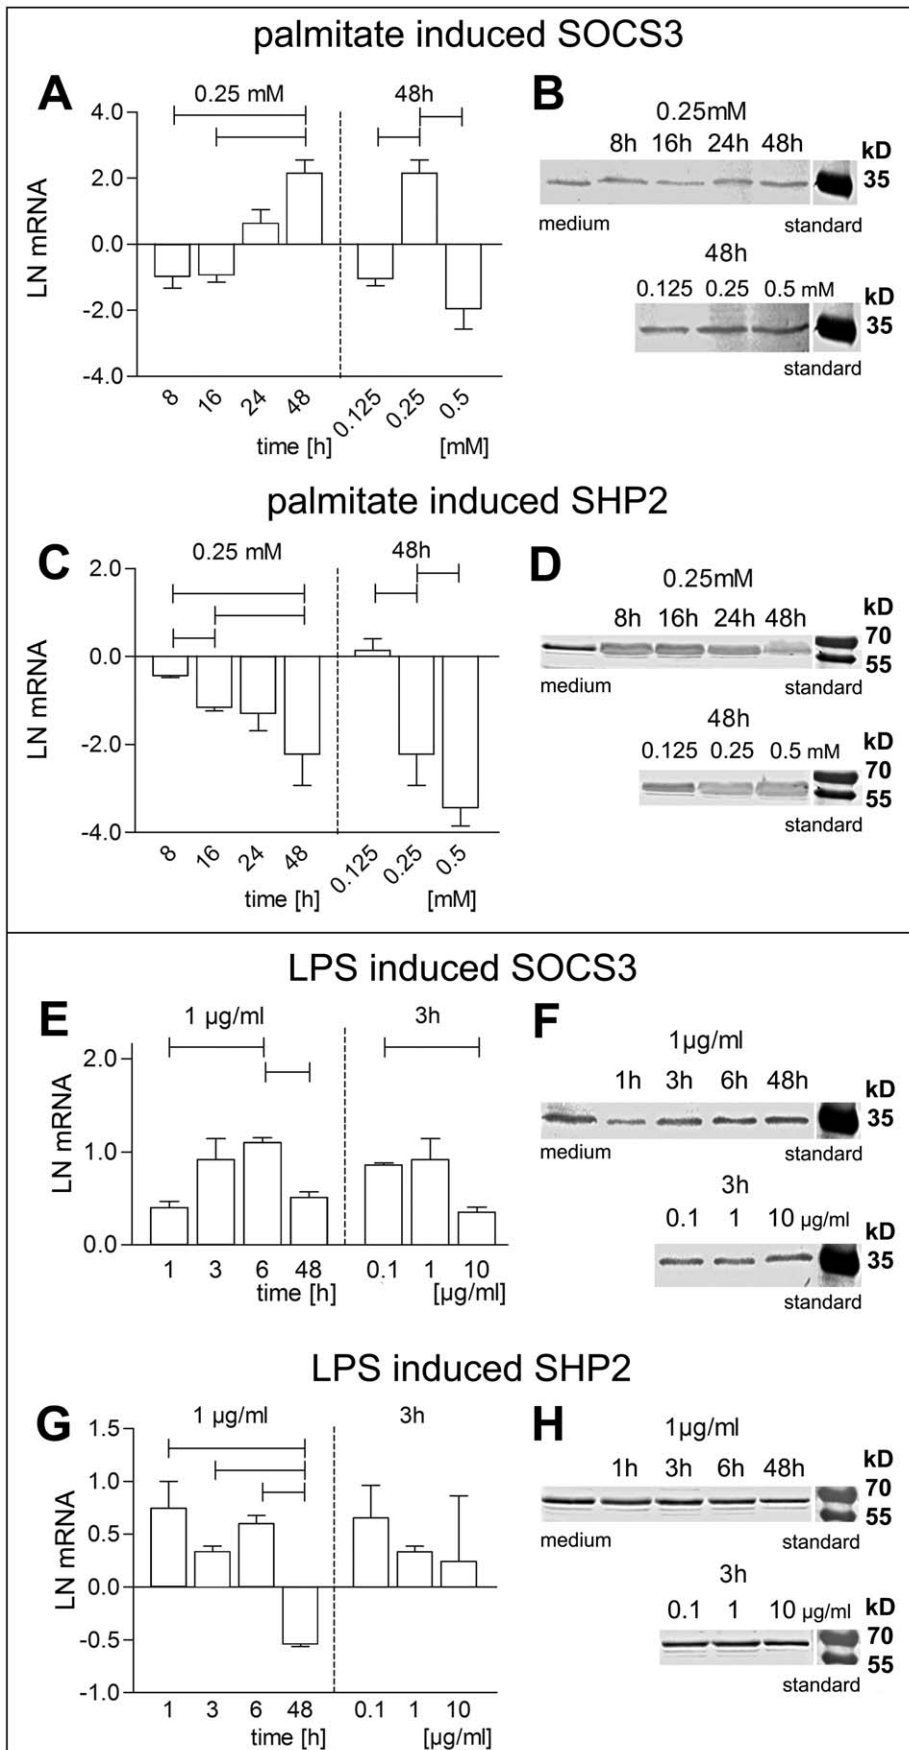 palmitate induced SOCS3
A
0.25 mM
48h
4.0
2.0
0.0
-2.0
-4.0
LN mRNA
8
16
24
48
0.125
0.25
0.5
time [h]
[mM]
B
0.25mM
8h 16h 24h 48h
kD
35
medium
standard
48h
0.125 0.25 0.5 mM
kD
35
standard
palmitate induced SHP2
C
0.25 mM
48h
2.0
0.0
-2.0
-4.0
LN mRNA
8
16
24
48
0.125
0.25
0.5
time [h]
[mM]
D
0.25mM
8h 16h 24h 48h
kD
70
55
medium
standard
48h
0.125 0.25 0.5 mM
kD
70
55
standard
LPS induced SOCS3
E
1 µg/ml
3h
2.0
1.0
0.0
LN mRNA
1 3 6 48 0.1 1 10
time [h]
[µg/ml]
F
1µg/ml
1h 3h 6h 48h
kD
35
medium
standard
3h
0.1 1 10 µg/ml
kD
35
standard
LPS induced SHP2
G
1 µg/ml
3h
1.5
1.0
0.5
0.0
-0.5
-1.0
LN mRNA
1 3 6 48 0.1 1 10
time [h]
[µg/ml]
H
1µg/ml
1h 3h 6h 48h
kD
70
55
medium
standard
3h
0.1 1 10 µg/ml
kD
70
55
standard